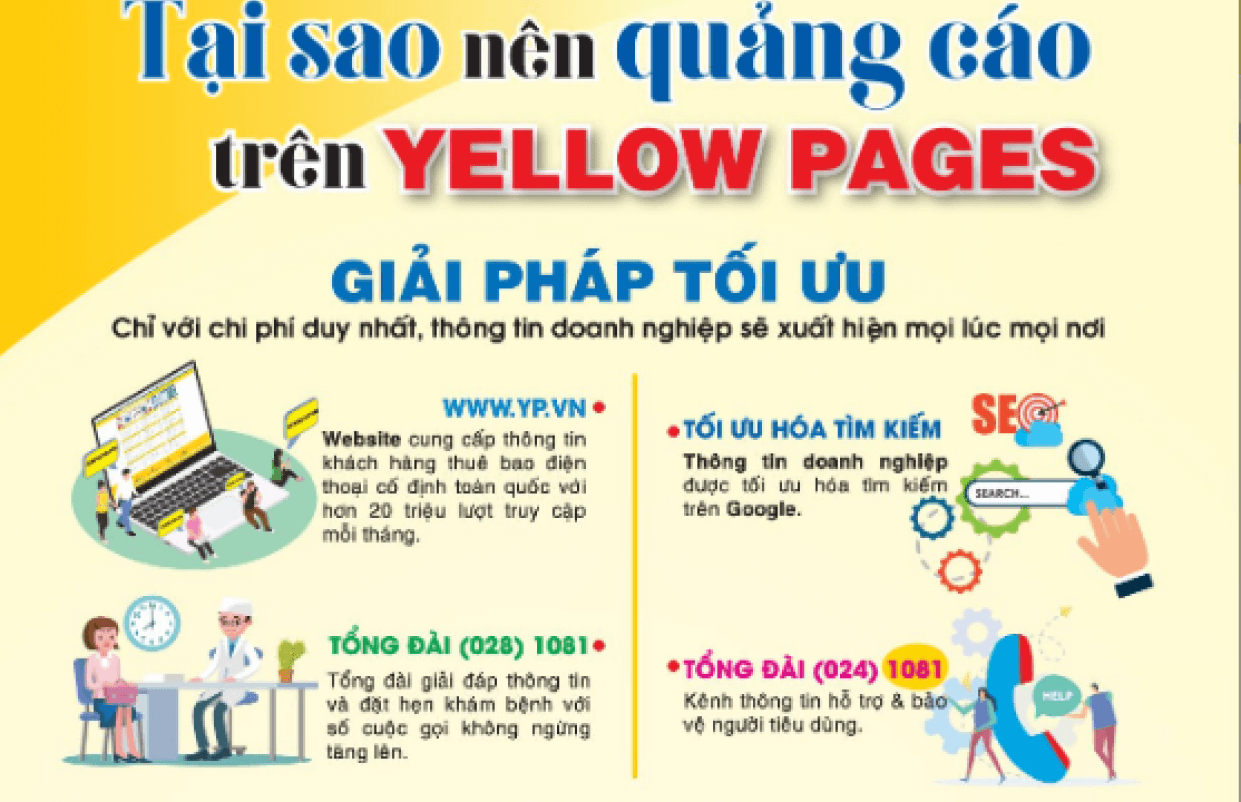 Tại sao nên quảng cáo
trên YELLOW PAGES
GIẢI PHÁP TỐI ƯU
Chỉ với chi phí duy nhất, thông tin doanh nghiệp sẽ xuất hiện mọi lúc mọi nơi
WWW.YP.VN
Website cung cấp thông tin
khách hàng thuê bao điện
thoại cố định toàn quốc với
hơn 20 triệu lượt truy cập
mỗi tháng.
TỐI ƯU HÓA TÌM KIẾM
Thông tin doanh nghiệp
được tối ưu hóa tìm kiếm
trên Google.
SEO
SEARCH...
TỔNG ĐÀI (028) 1081
Tổng đài giải đáp thông tin
và đặt hẹn khám bệnh với
số cuộc gọi không ngừng
tăng lên.
TỔNG ĐÀI (024) 1081
Kênh thông tin hỗ trợ & bảo
vệ người tiêu dùng.
HELP